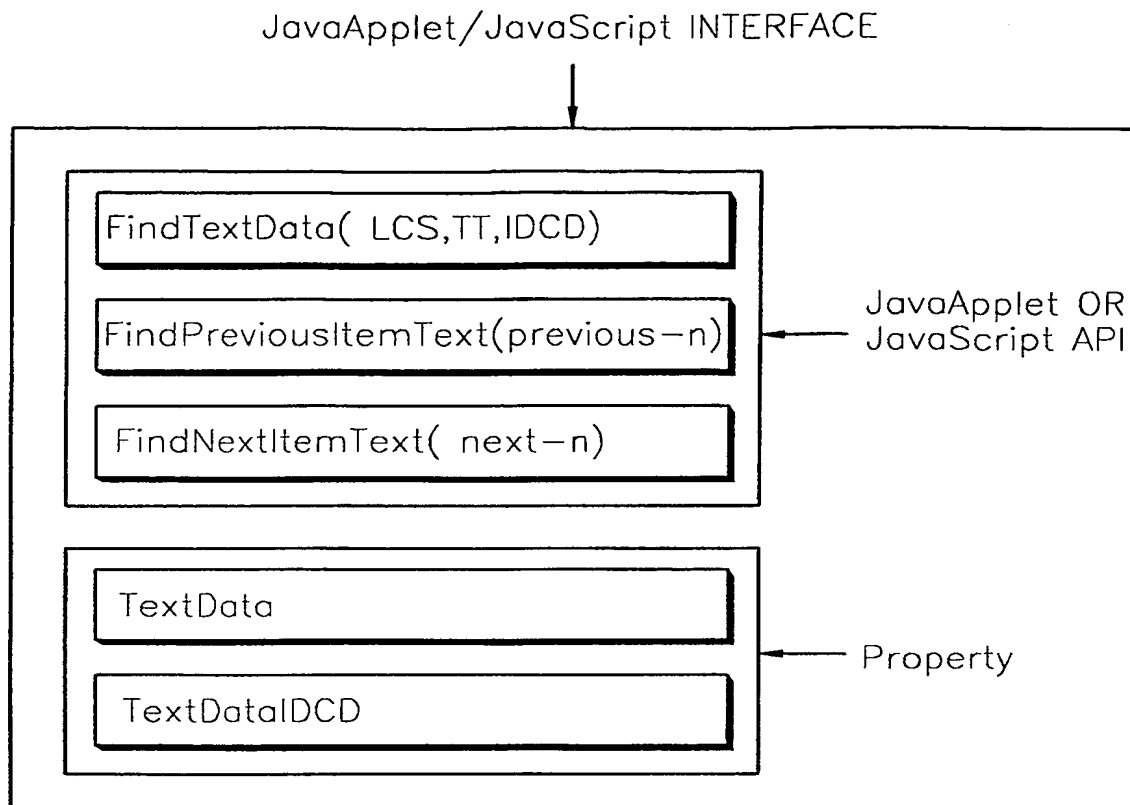 JavaApplet/JavaScript INTERFACE
FindTextData( LCS,TT,IDCD)
FindPreviousItemText(previous-n)
FindNextItemText( next-n)
JavaApplet OR
JavaScript API
TextData
TextDataIDCD
Property